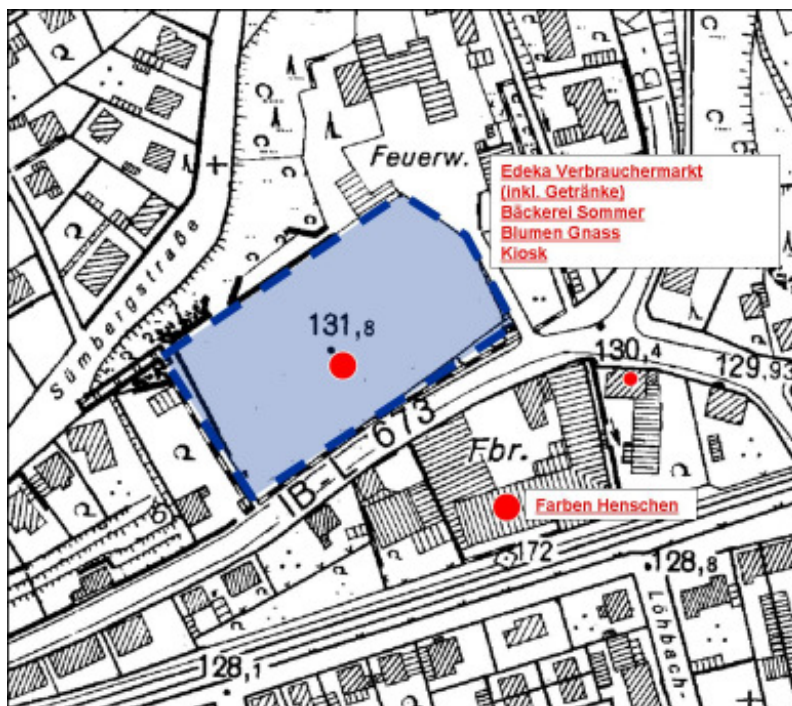 Feuerw.
Edeka Verbrauchermarkt
(inkl. Getränke)
Bäckerei Sommer
Blumen Gnass
Kiosk
Sümbergstraße
131,8
130,4
129,93
673
Fbr.
Farben Henschen
172
128,8
Löhbach-
128,1